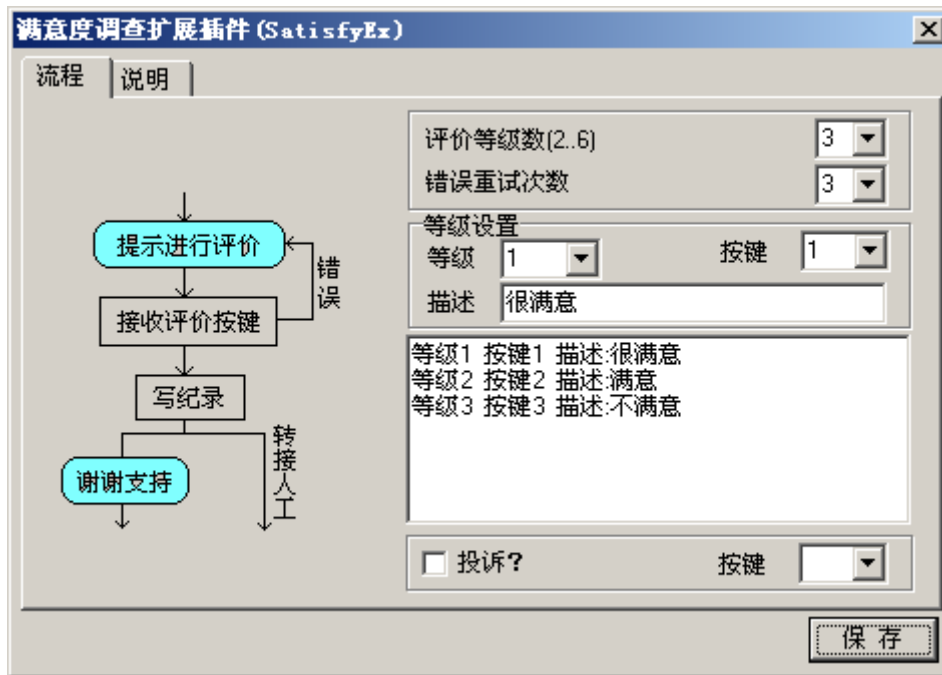 满意度调查扩展插件(SatisfyEx)
流程 说明
提示进行评价
错误
接收评价按键
写纪录
转接人工
谢谢支持
评价等级数(2..6) 3
错误重试次数 3
等级设置
等级 1 按键 1
描述 很满意
等级1 按键1 描述:很满意
等级2 按键2 描述:满意
等级3 按键3 描述:不满意
投诉? 按键
保存